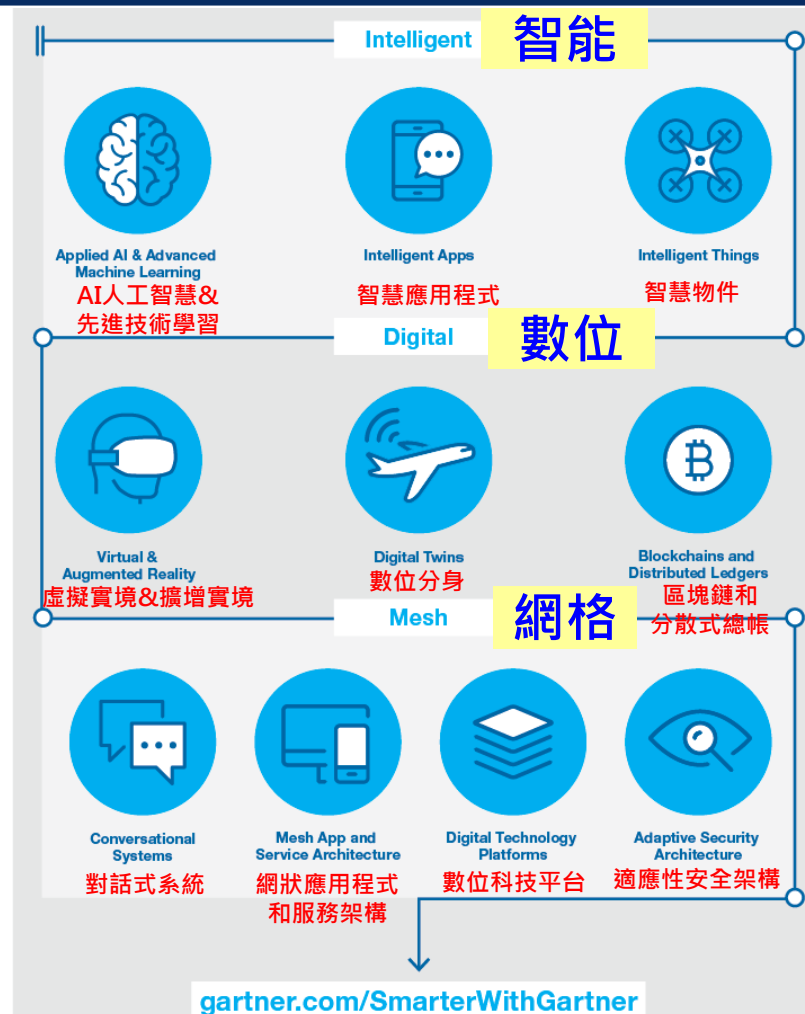 Intelligent 智能
Applied AI & Advanced
Machine Learning
AI人工智慧&
先進技術學習
Intelligent Apps
智慧應用程式
Intelligent Things
智慧物件
Digital 數位
Virtual &
Augmented Reality
虛擬實境&擴增實境
Digital Twins
數位分身
Blockchains and
Distributed Ledgers
區塊鏈和
分散式總帳
Mesh 網格
Conversational
Systems
對話式系統
Mesh App and
Service Architecture
網狀應用程式
和服務架構
Digital Technology
Platforms
數位科技平台
Adaptive Security
Architecture
適應性安全架構
gartner.com/SmarterWithGartner